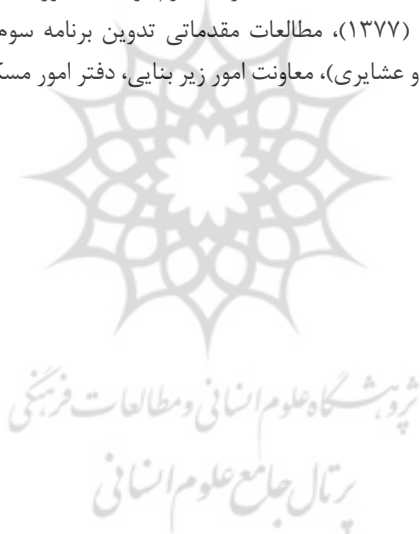 (۱۳۷۷)، مطالعات مقدماتی تدوین برنامه سوم
و عشایری)، معاونت امور زیر بنایی، دفتر امور مسک
پژوهشگاه علوم انسانی و مطالعات فرهنگی
پرتال جامع علوم انسانی